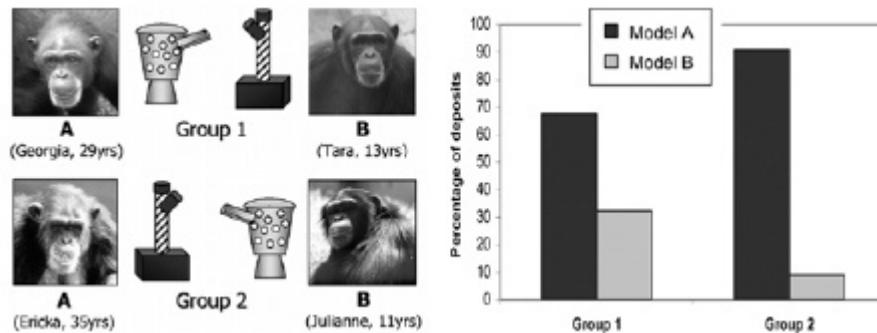 A
Group 1
B
(Georgia, 29yrs)
(Tara, 13yrs)
A
Group 2
B
(Ericka, 35yrs)
(Julianne, 11yrs)
Percentage of deposits
100
90
80
70
60
50
40
30
20
10
0
Model A
Model B
Group 1
Group 2